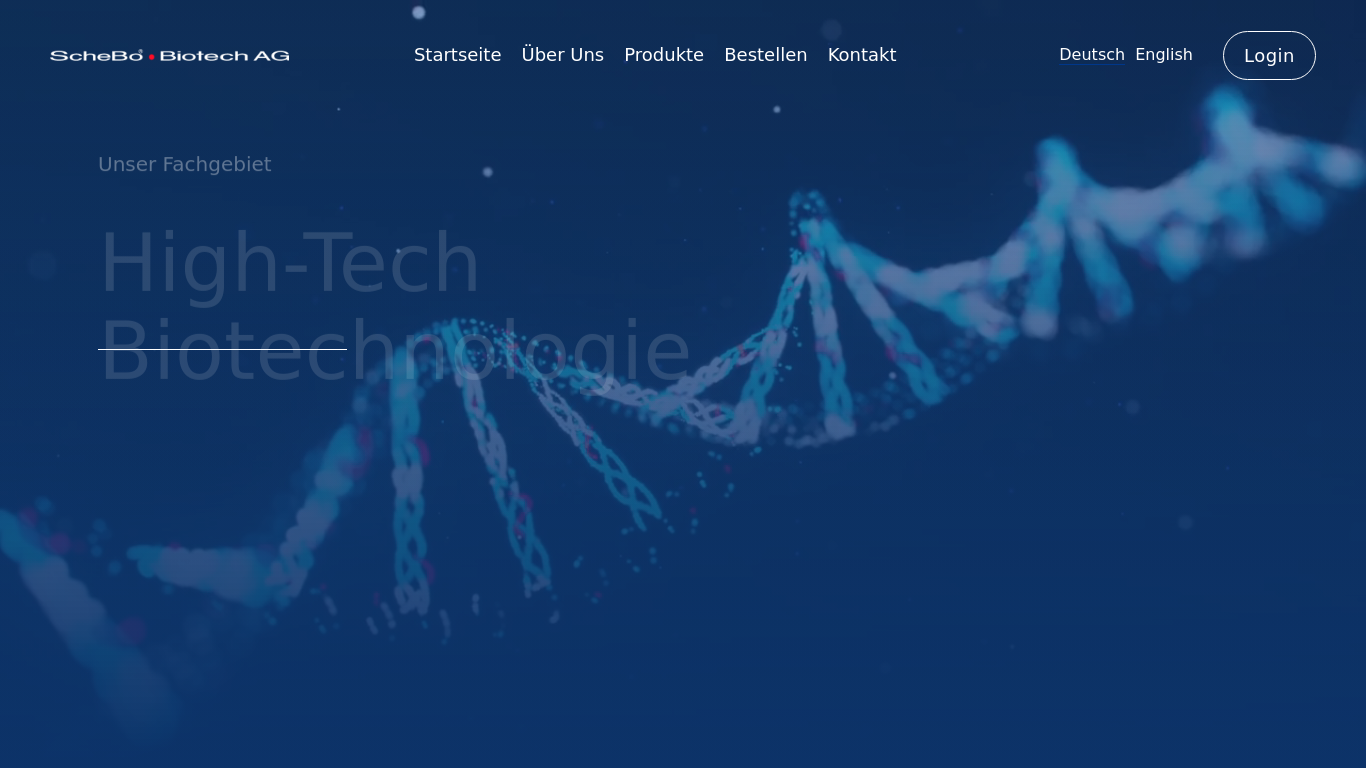 ScheBo® • Biotech AG
Startseite Über Uns Produkte Bestellen Kontakt
Deutsch English
Login
Unser Fachgebiet
High-Tech
Biotechnologie